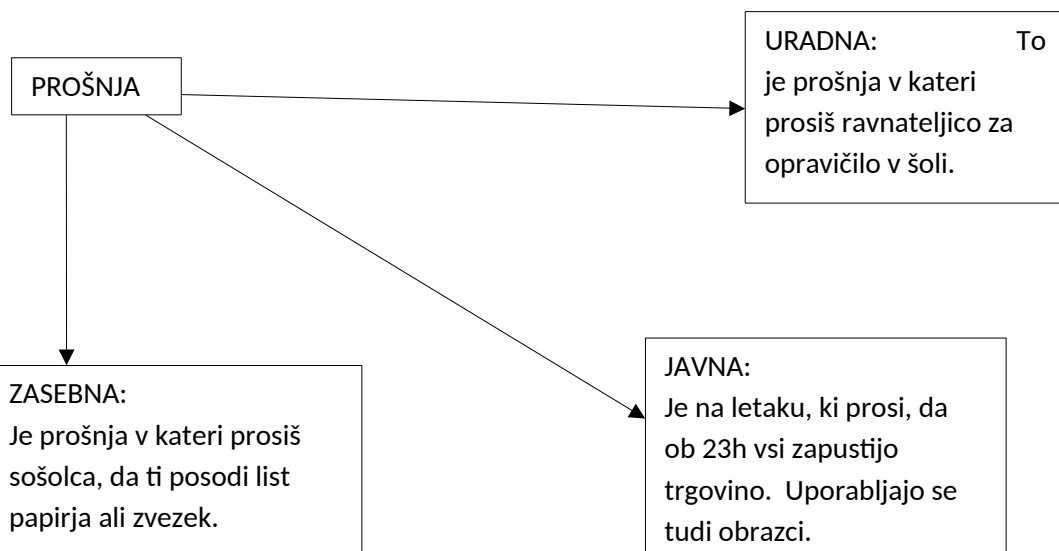 PROŠNJA
URADNA: To
je prošnja v kateri
prosiš ravnateljico za
opravičilo v šoli.
ZASEBNA:
Je prošnja v kateri prosiš
sošolca, da ti posodi list
papirja ali zvezek.
JAVNA:
Je na letaku, ki prosi, da
ob 23h vsi zapustijo
trgovino. Uporabljajo se
tudi obrazci.